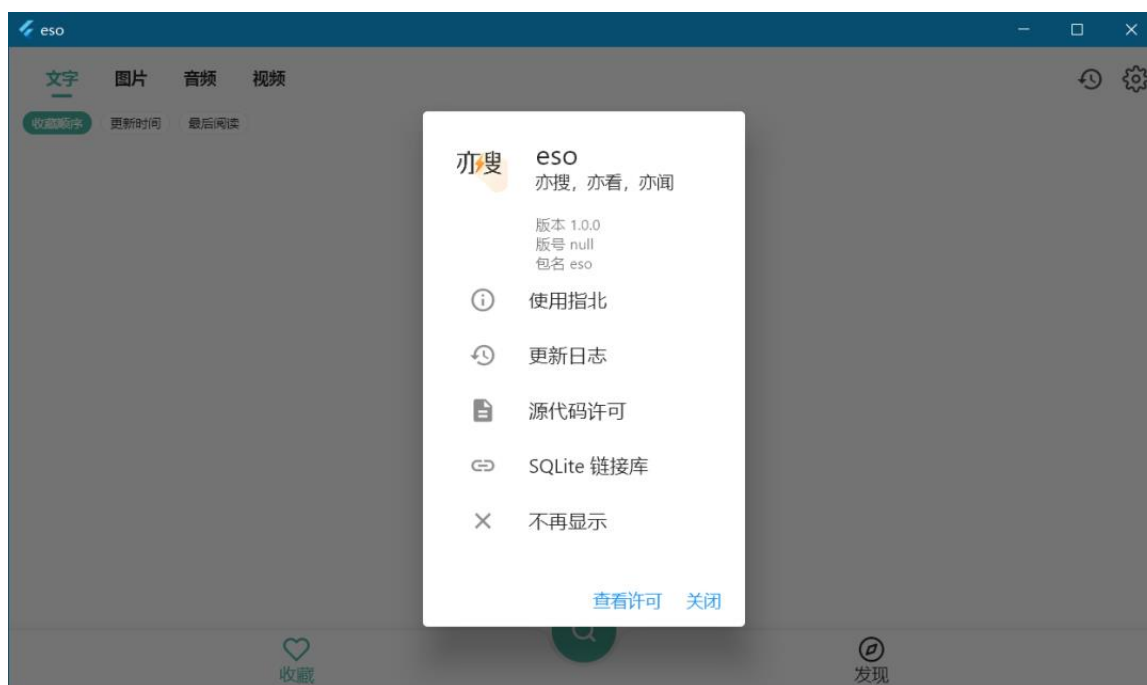 eso
文字 图片 音频 视频
收藏顺序 更新时间 最后阅读
亦搜
eso
亦搜，亦看，亦闻
版本 1.0.0
版号 null
包名 eso
使用指北
更新日志
源代码许可
SQLite 链接库
不再显示
查看许可 关闭
收藏 发现